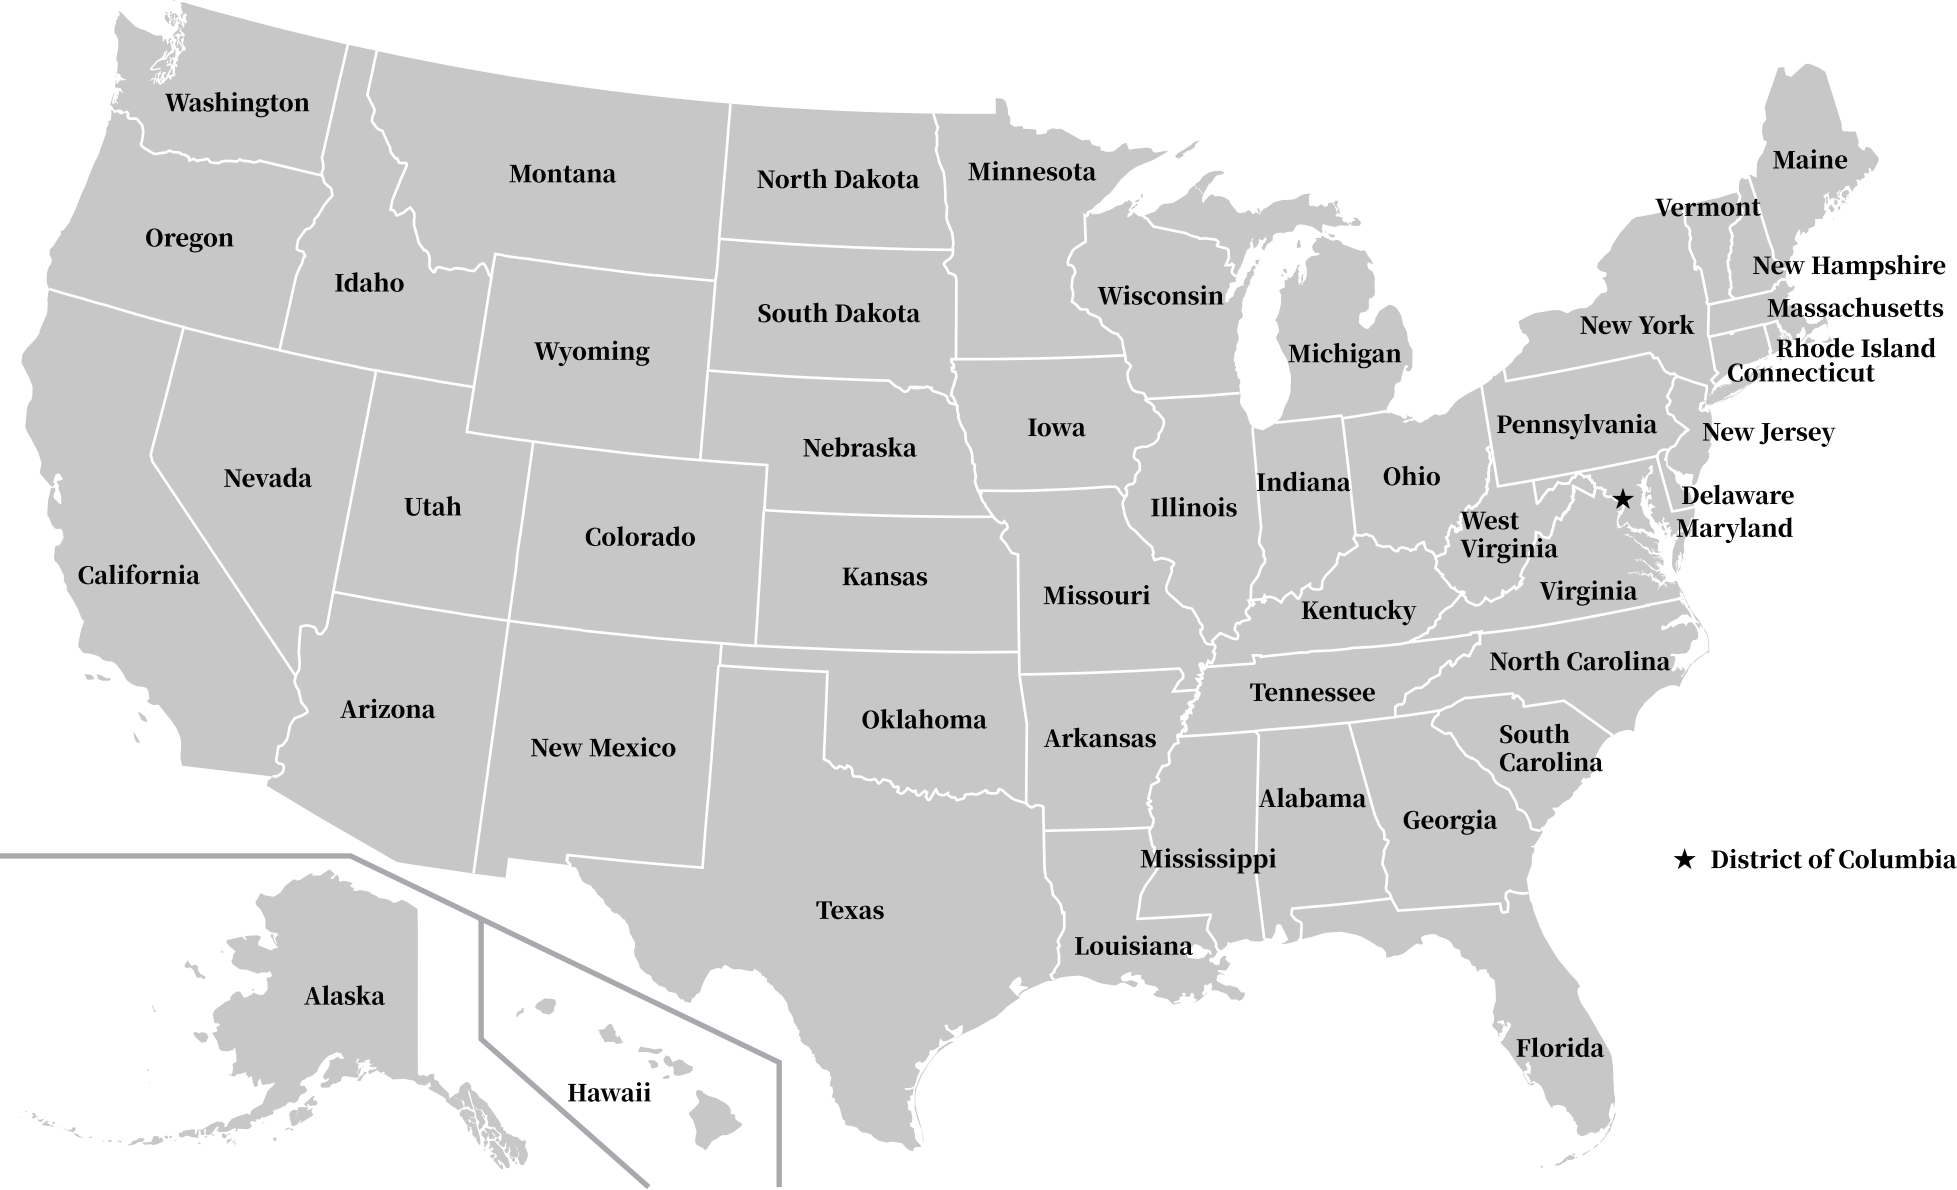 Washington
Montana
North Dakota
Minnesota
Maine
Vermont
Oregon
Idaho
New Hampshire
Wisconsin
South Dakota
Massachusetts
New York
Wyoming
Michigan
Rhode Island
Connecticut
Iowa
Pennsylvania
New Jersey
Nebraska
Nevada
Utah
Indiana
Ohio
Illinois
Delaware
West
Virginia
Maryland
Colorado
California
Kansas
Missouri
Virginia
Kentucky
North Carolina
Tennessee
Arizona
New Mexico
Oklahoma
Arkansas
South
Carolina
Alabama
Georgia
Mississippi
★ District of Columbia
Texas
Louisiana
Alaska
Florida
Hawaii